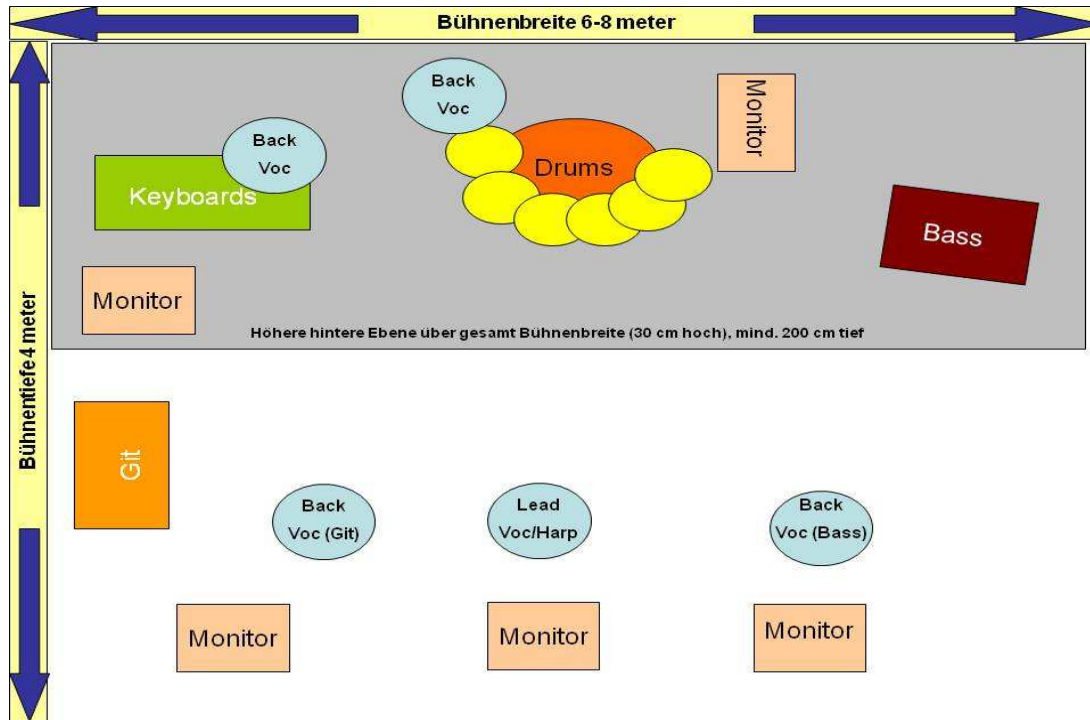 Bühnenbreite 6-8 meter
Bühnentiefe 4 meter
Back
Voc
Monitor
Back
Voc
Drums
Keyboards
Bass
Monitor
Höhere hintere Ebene über gesamt Bühnenbreite (30 cm hoch), mind. 200 cm tief
Git
Back
Voc (Git)
Lead
Voc/Harp
Back
Voc (Bass)
Monitor
Monitor
Monitor